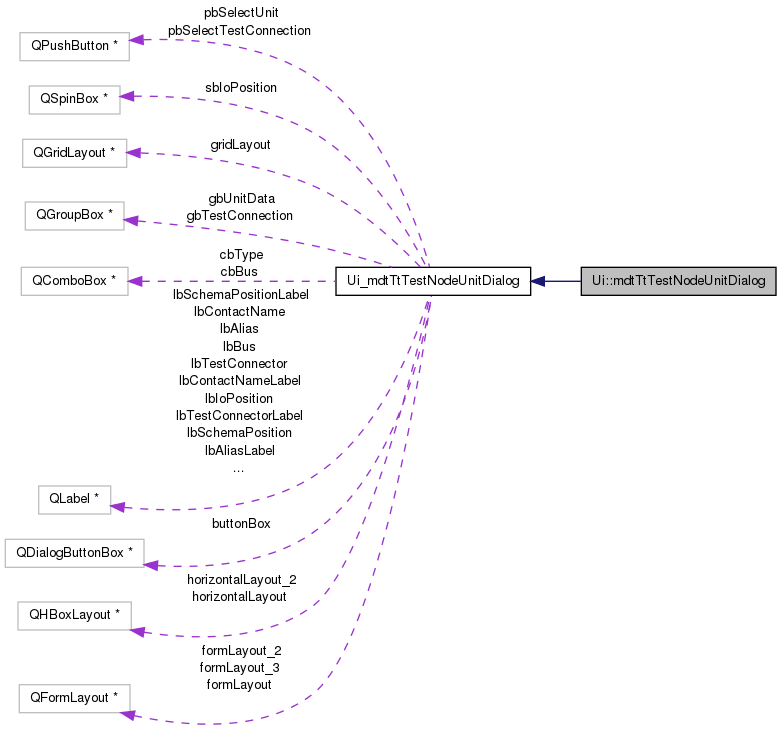 pbSelectUnit
pbSelectTestConnection
QPushButton *
sbIoPosition
QSpinBox *
gridLayout
QGridLayout *
gbUnitData
gbTestConnection
QGroupBox *
cbType
cbBus
QComboBox *
Ui_mdtTtTestNodeUnitDialog
Ui::mdtTtTestNodeUnitDialog
lbSchemaPositionLabel
lbContactName
lbAlias
lbBus
lbTestConnector
lbContactNameLabel
lbIoPosition
lbTestConnectorLabel
lbSchemaPosition
lbAliasLabel
...
QLabel *
buttonBox
QDialogButtonBox *
horizontalLayout_2
horizontalLayout
QHBoxLayout *
formLayout_2
formLayout_3
formLayout
QFormLayout *